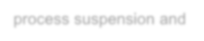 process suspension and